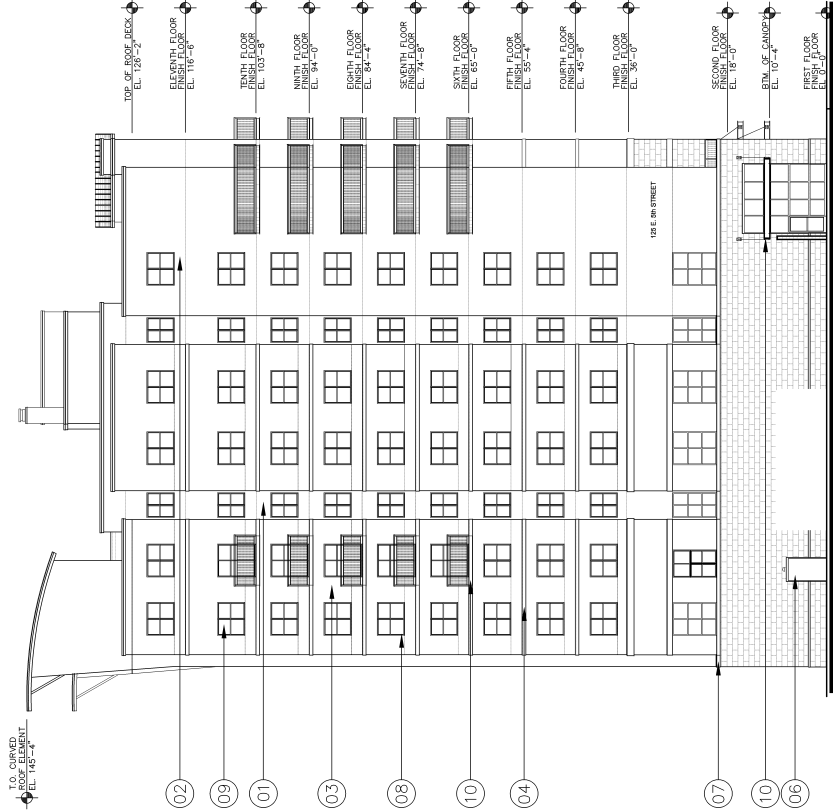 T.O. CURVED
ROOF ELEMENT
EL. 145'-4"
TOP OF ROOF DECK
EL. 126'-2"
ELEVENTH FLOOR
FINISH FLOOR
EL. 116'-6"
TENTH FLOOR
FINISH FLOOR
EL. 103'-8"
NINTH FLOOR
FINISH FLOOR
EL. 94'-0"
EIGHTH FLOOR
FINISH FLOOR
EL. 84'-4"
SEVENTH FLOOR
FINISH FLOOR
EL. 74'-8"
SIXTH FLOOR
FINISH FLOOR
EL. 65'-0"
FIFTH FLOOR
FINISH FLOOR
EL. 55'-4"
FOURTH FLOOR
FINISH FLOOR
EL. 45'-8"
THIRD FLOOR
FINISH FLOOR
EL. 36'-0"
SECOND FLOOR
FINISH FLOOR
EL. 18'-0"
BTM. OF CANOPY
EL. 10'-4"
FIRST FLOOR
FINISH FLOOR
EL. 0'-0"
125 E. 5th STREET
02
09
01
03
08
10
04
07
10
06